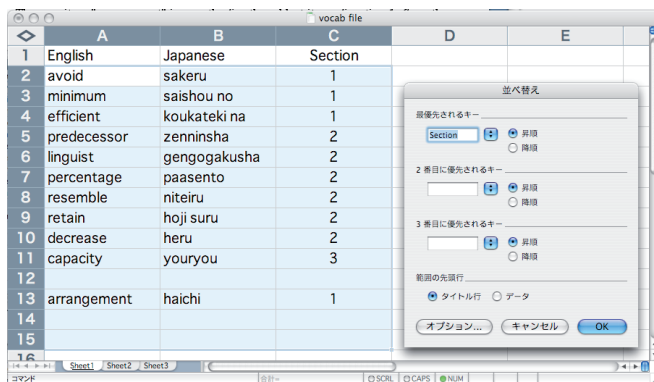 vocab file
A B C D E
1 English Japanese Section
2 avoid sakeru 1
3 minimum saishou no 1
4 efficient koukateki na 1
5 predecessor zenninsha 2
6 linguist gengogakusha 2
7 percentage paasento 2
8 resemble niteiru 2
9 retain hoji suru 2
10 decrease heru 2
11 capacity youryou 3
12
13 arrangement haichi 1
14
15
16
並べ替え
最優先されるキー
Section
昇順
降順
2 番目に優先されるキー
昇順
降順
3 番目に優先されるキー
昇順
降順
範囲の先頭行
タイトル行 データ
オプション... キャンセル OK
Sheet1 Sheet2 Sheet3
コマンド 合計= SCRL CAPS NUM